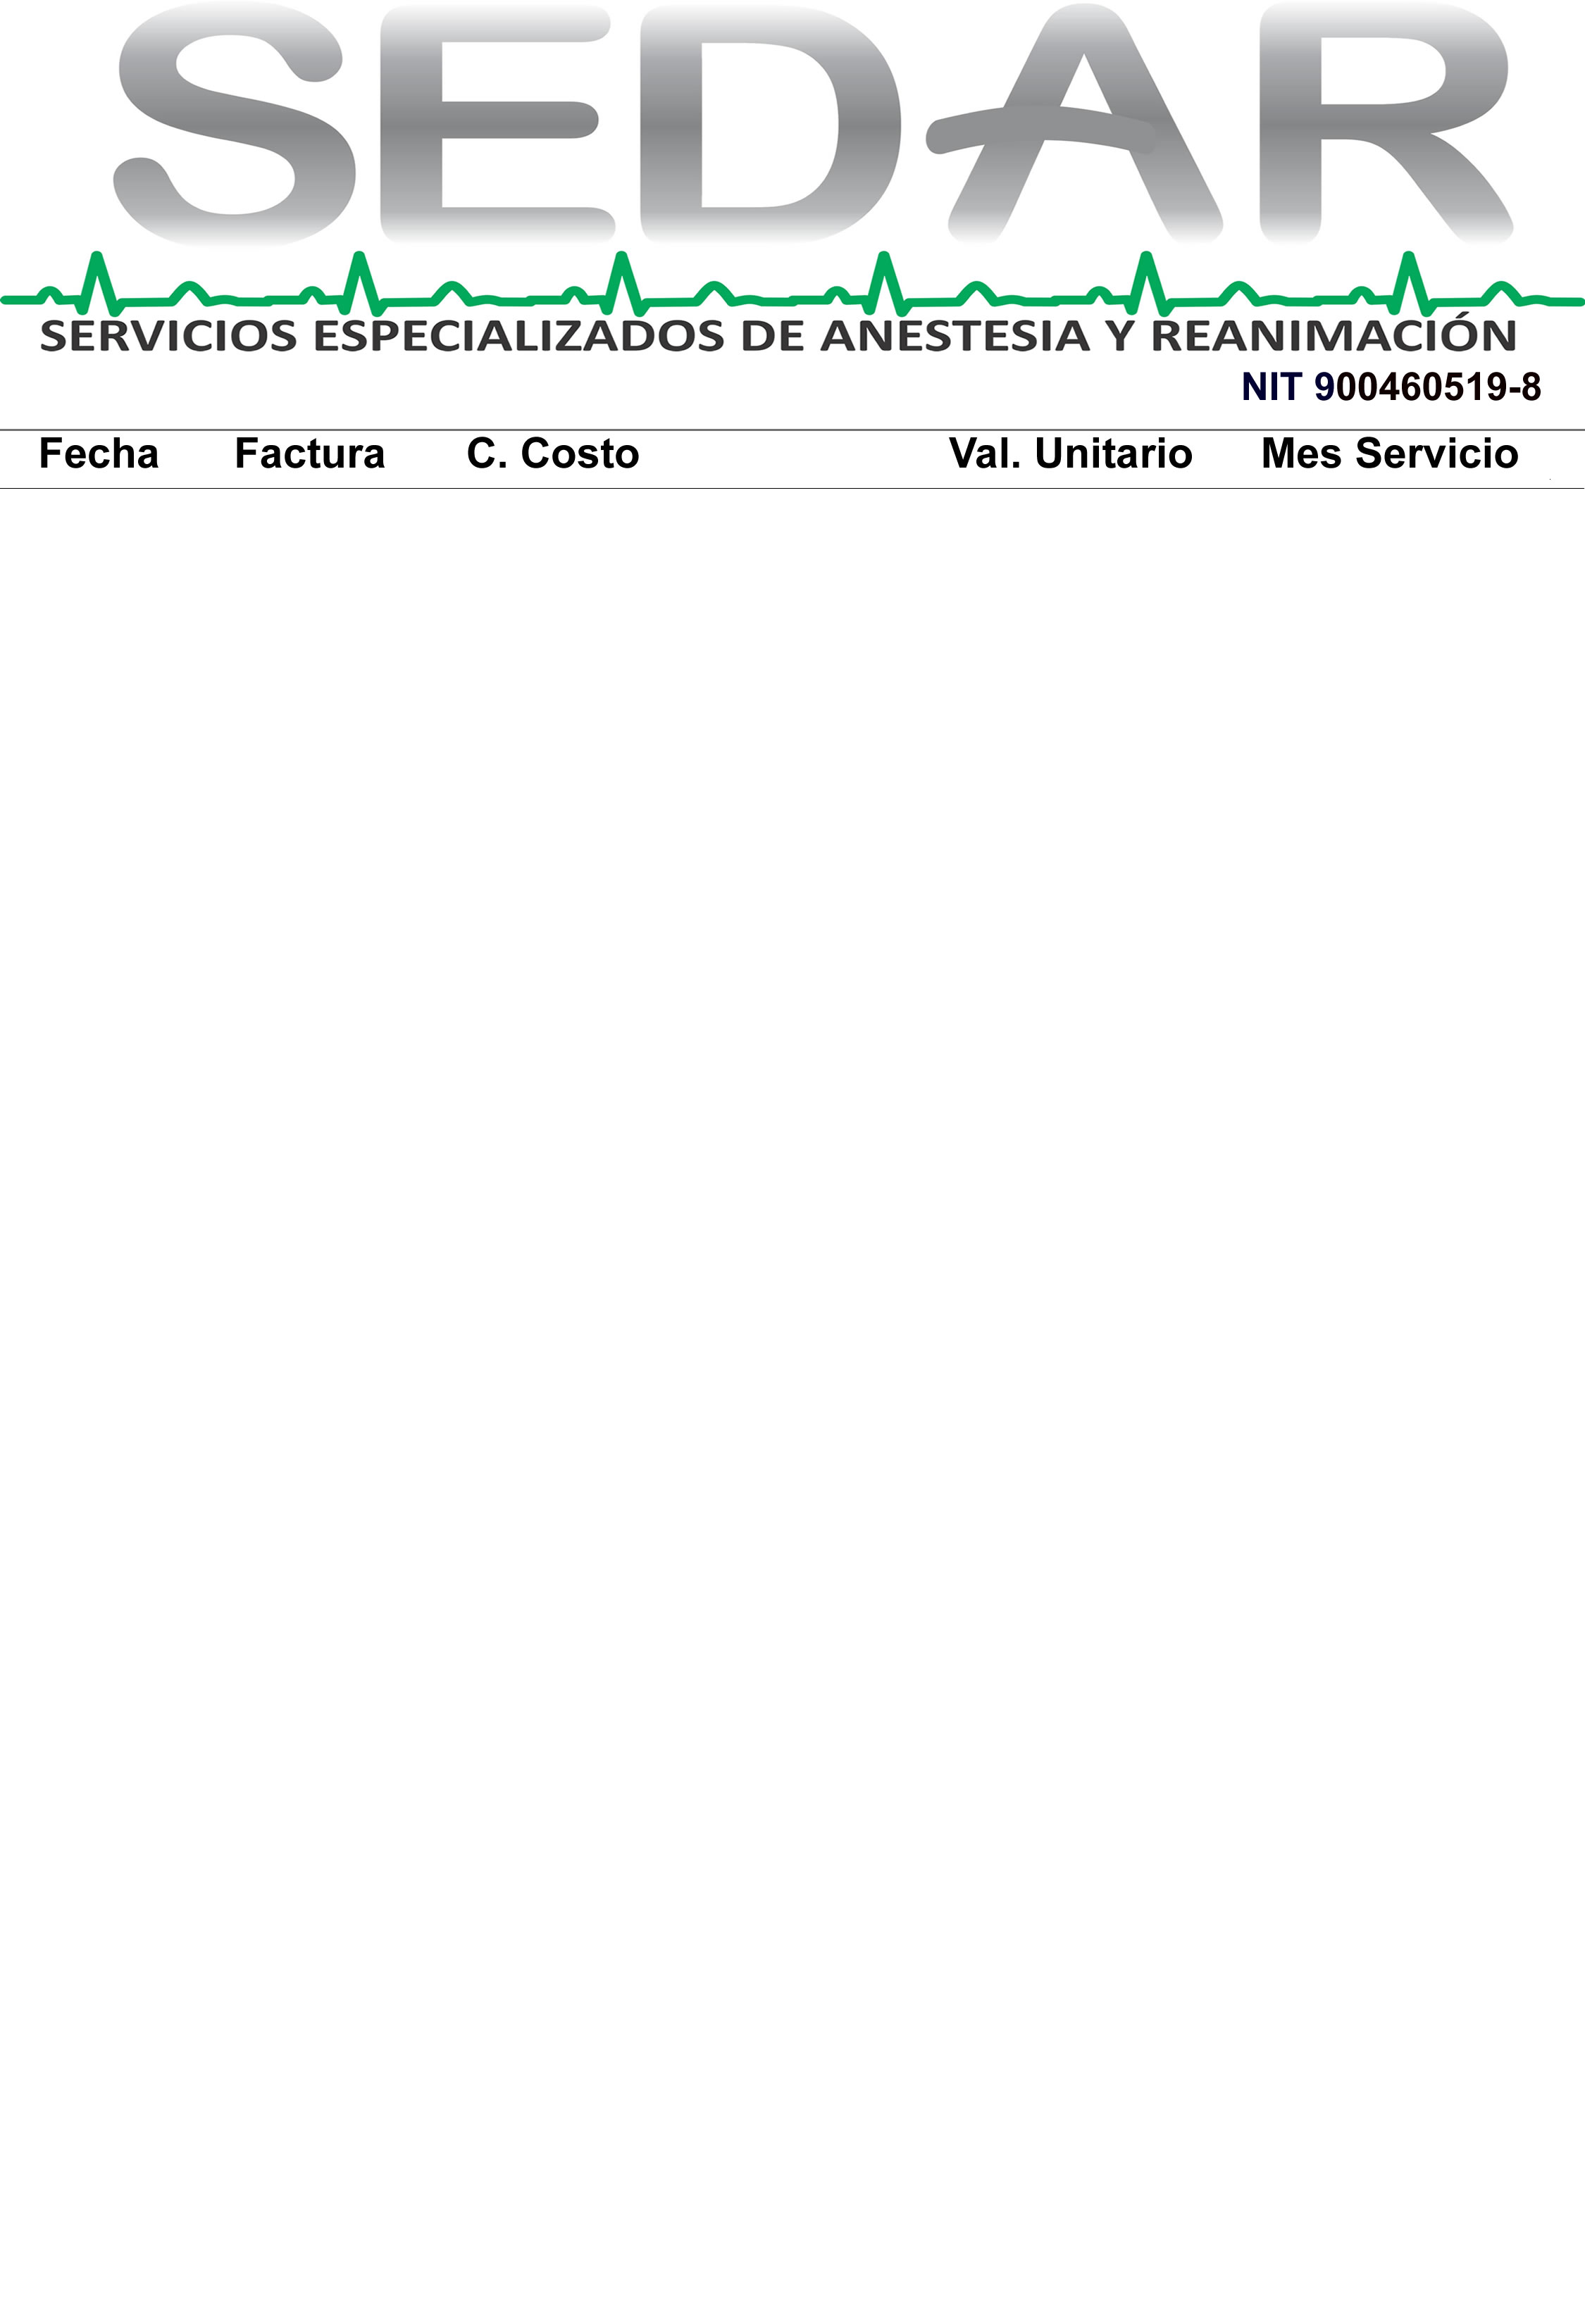 SEDAR
SERVICIOS ESPECIALIZADOS DE ANESTESIA Y REANIMACIÓN
NIT 900460519-8
Fecha Factura C. Costo Val. Unitario Mes Servicio